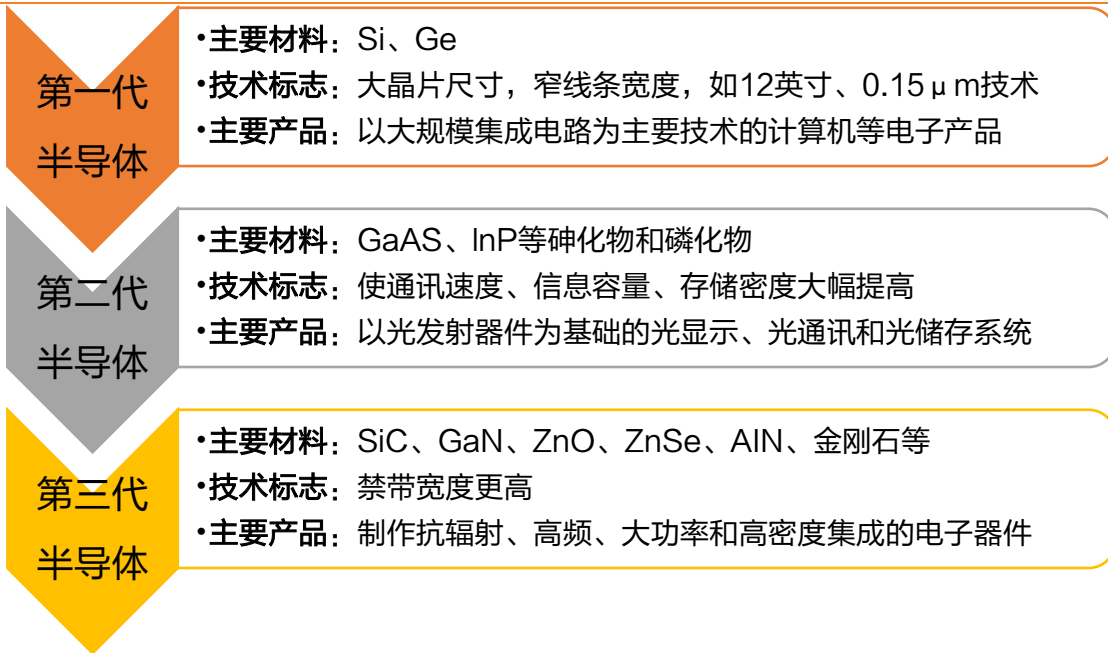 第一代
半导体
•主要材料：Si、Ge
•技术标志：大晶片尺寸，窄线条宽度，如12英寸、0.15μm技术
•主要产品：以大规模集成电路为主要技术的计算机等电子产品
第二代
半导体
•主要材料：GaAS、InP等砷化物和磷化物
•技术标志：使通讯速度、信息容量、存储密度大幅提高
•主要产品：以光发射器件为基础的光显示、光通讯和光储存系统
第三代
半导体
•主要材料：SiC、GaN、ZnO、ZnSe、AlN、金刚石等
•技术标志：禁带宽度更高
•主要产品：制作抗辐射、高频、大功率和高密度集成的电子器件